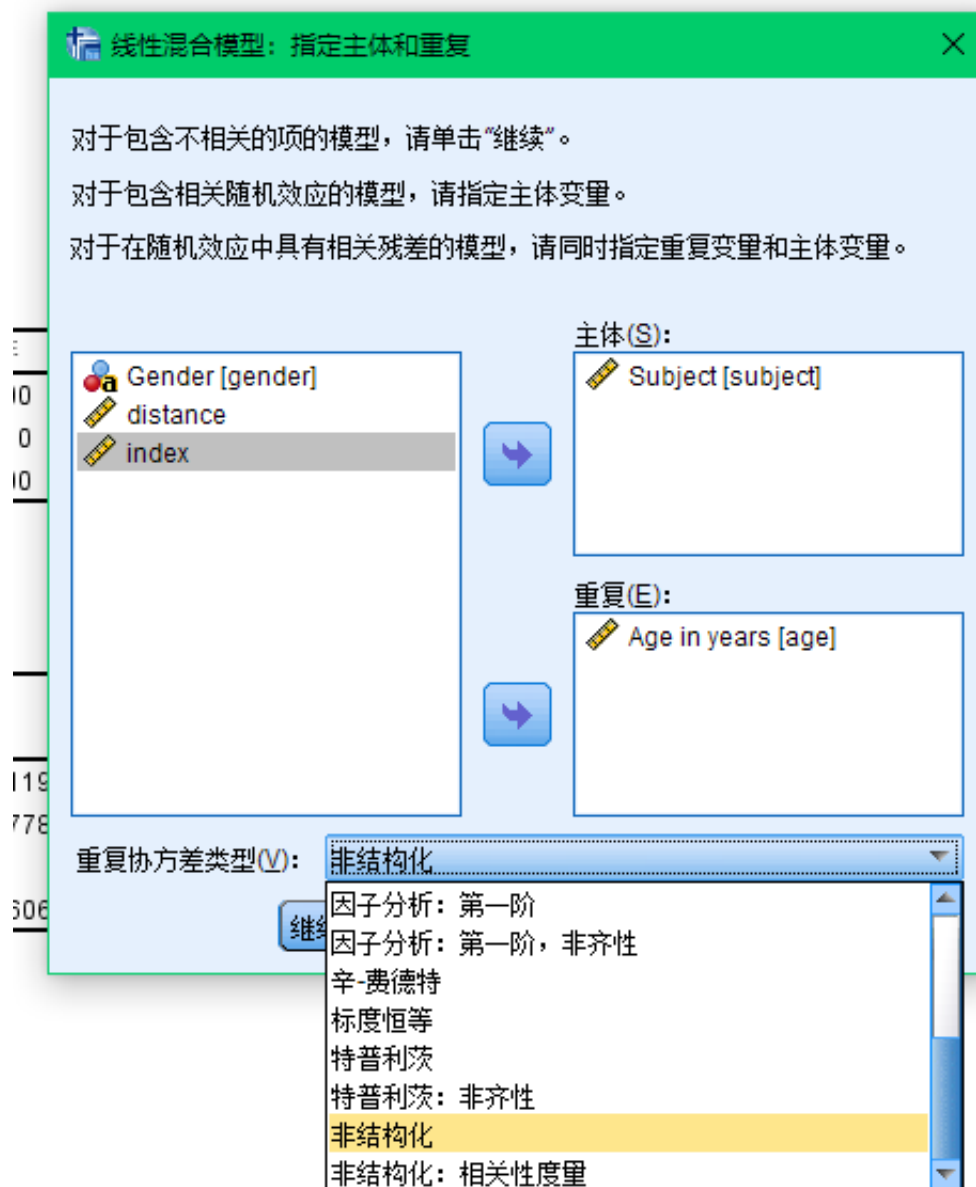 线性混合模型：指定主体和重复
对于包含不相关的项的模型，请单击“继续”。
对于包含相关随机效应的模型，请指定主体变量。
对于在随机效应中具有相关残差的模型，请同时指定重复变量和主体变量。
主体(S)：
Gender [gender]
distance
index
Subject [subject]
00
0
00
重复(E)：
Age in years [age]
119
778
606
重复协方差类型(V)：
非结构化
因子分析：第一阶
因子分析：第一阶，非齐性
辛-费德特
标度恒等
特普利茨
特普利茨：非齐性
非结构化
非结构化：相关性度量